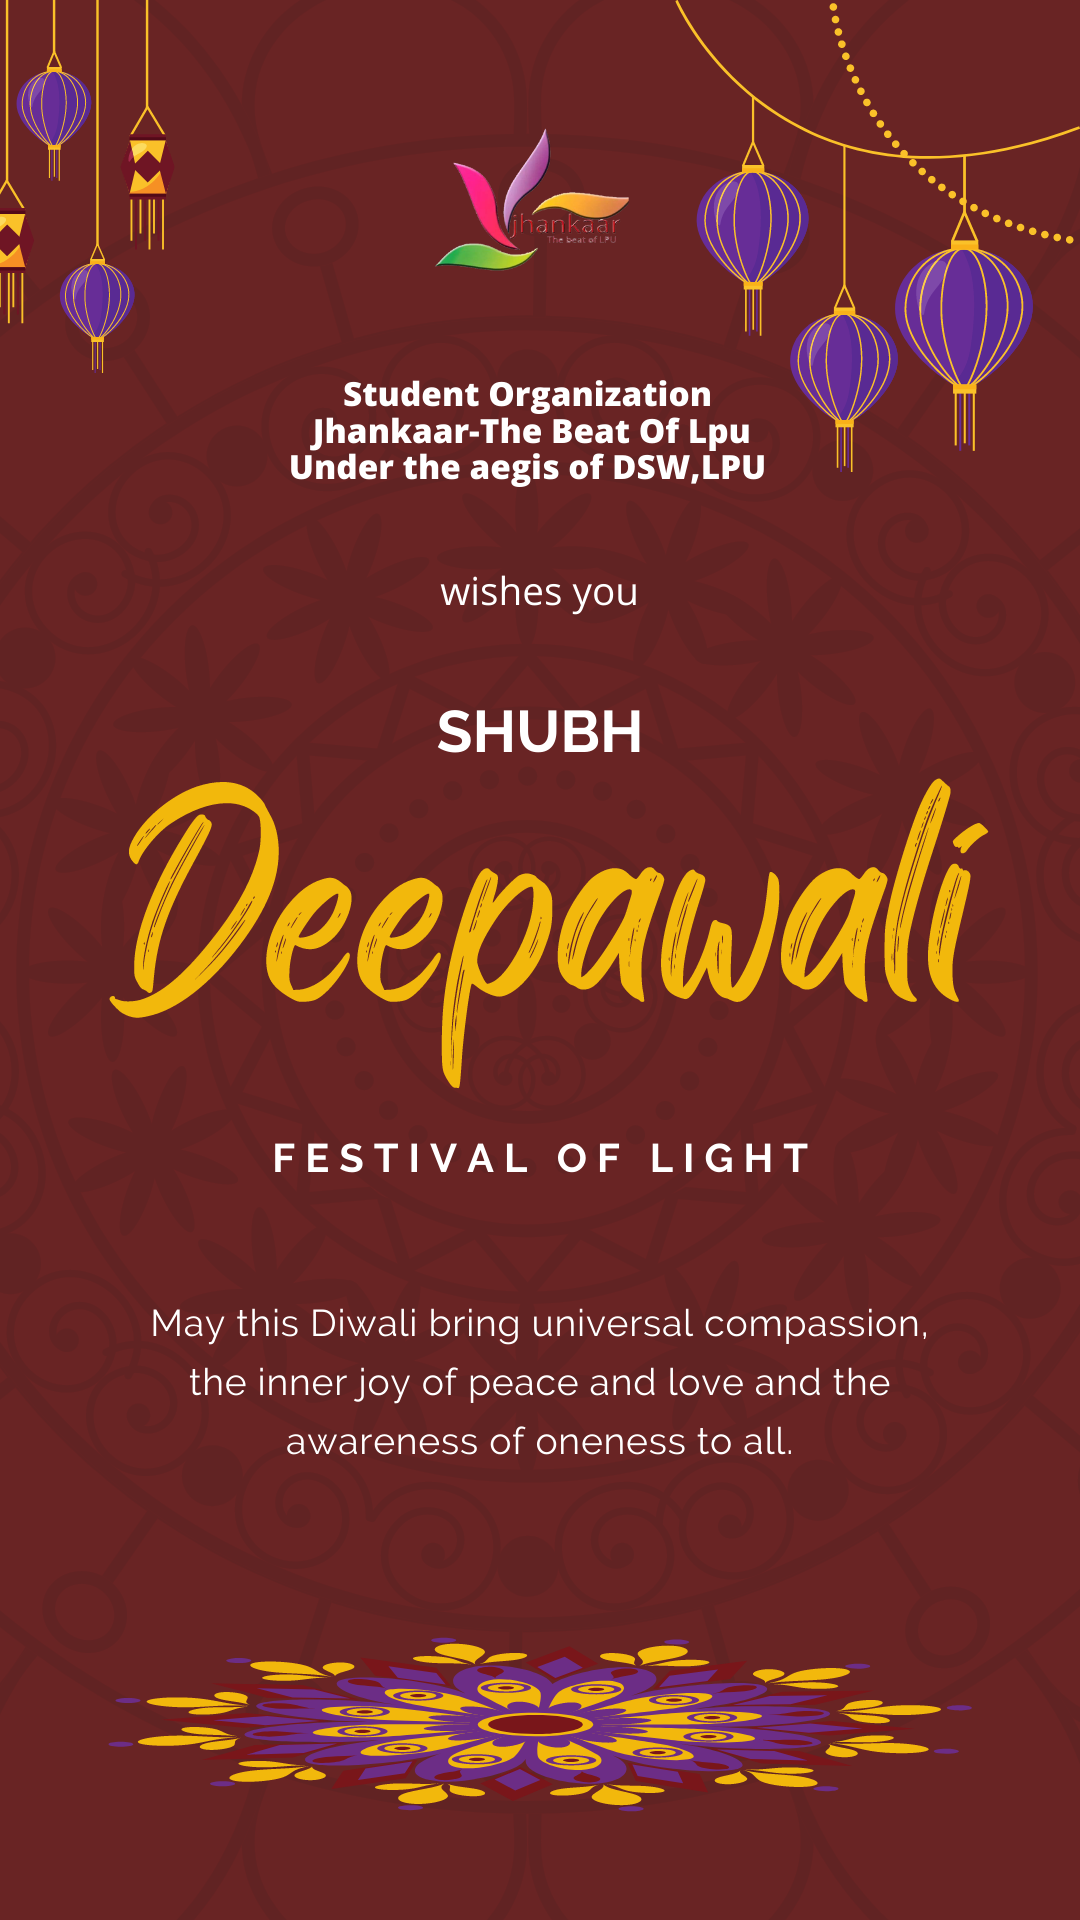 jhankaar
The beat of LPU
Student Organization
Jhankaar-The Beat Of Lpu
Under the aegis of DSW,LPU
wishes you
SHUBH
Deepawali
FESTIVAL OF LIGHT
May this Diwali bring universal compassion,
the inner joy of peace and love and the
awareness of oneness to all.